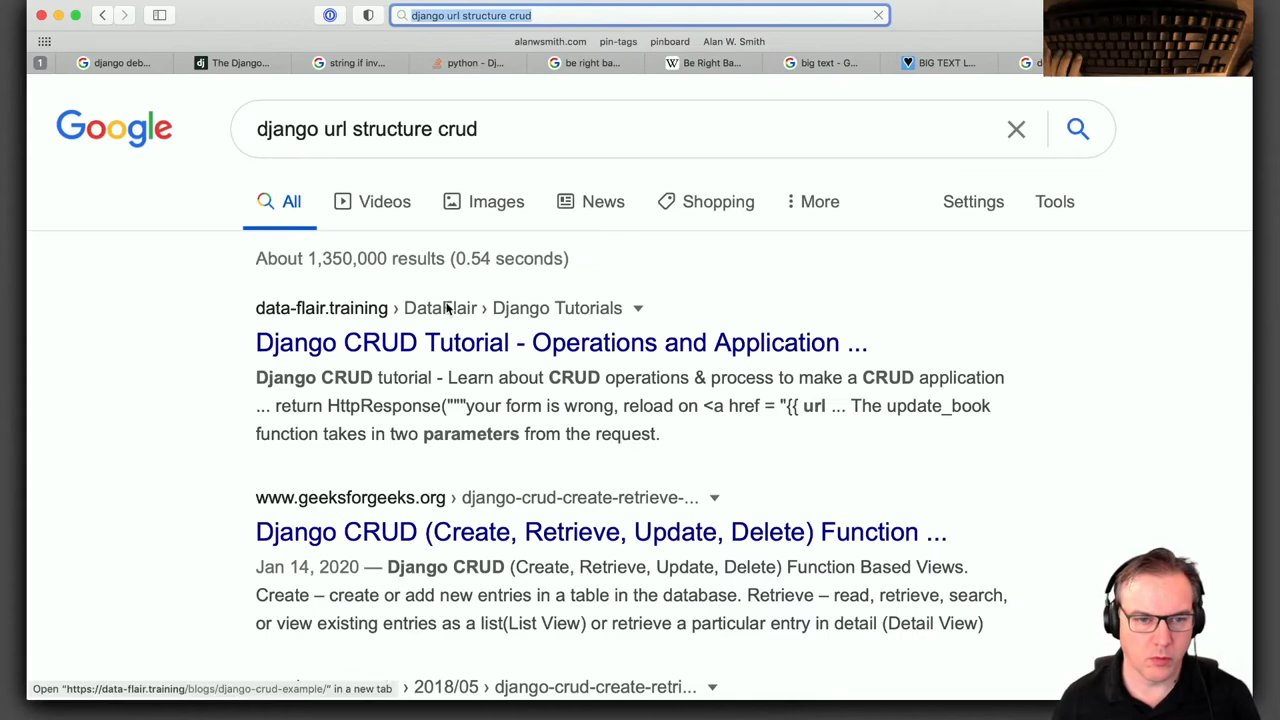 django url structure crud
alanwsmith.com pin-tags pinboard Alan W. Smith
1 django deb... The Django... string if inv... python - Dj... be right ba... Be Right Ba... big text - G... BIG TEXT L... d
Google django url structure crud
All Videos Images News Shopping More Settings Tools
About 1,350,000 results (0.54 seconds)
data-flair.training › DataFlair › Django Tutorials
Django CRUD Tutorial - Operations and Application ...
Django CRUD tutorial - Learn about CRUD operations & process to make a CRUD application
... return HttpResponse("""your form is wrong, reload on <a href = "{{ url ... The update_book
function takes in two parameters from the request.
www.geeksforgeeks.org › django-crud-create-retrieve-...
Django CRUD (Create, Retrieve, Update, Delete) Function ...
Jan 14, 2020 — Django CRUD (Create, Retrieve, Update, Delete) Function Based Views.
Create – create or add new entries in a table in the database. Retrieve – read, retrieve, search,
or view existing entries as a list(List View) or retrieve a particular entry in detail (Detail View)
Open "https://data-flair.training/blogs/django-crud-example/" in a new tab › 2018/05 › django-crud-create-retri...